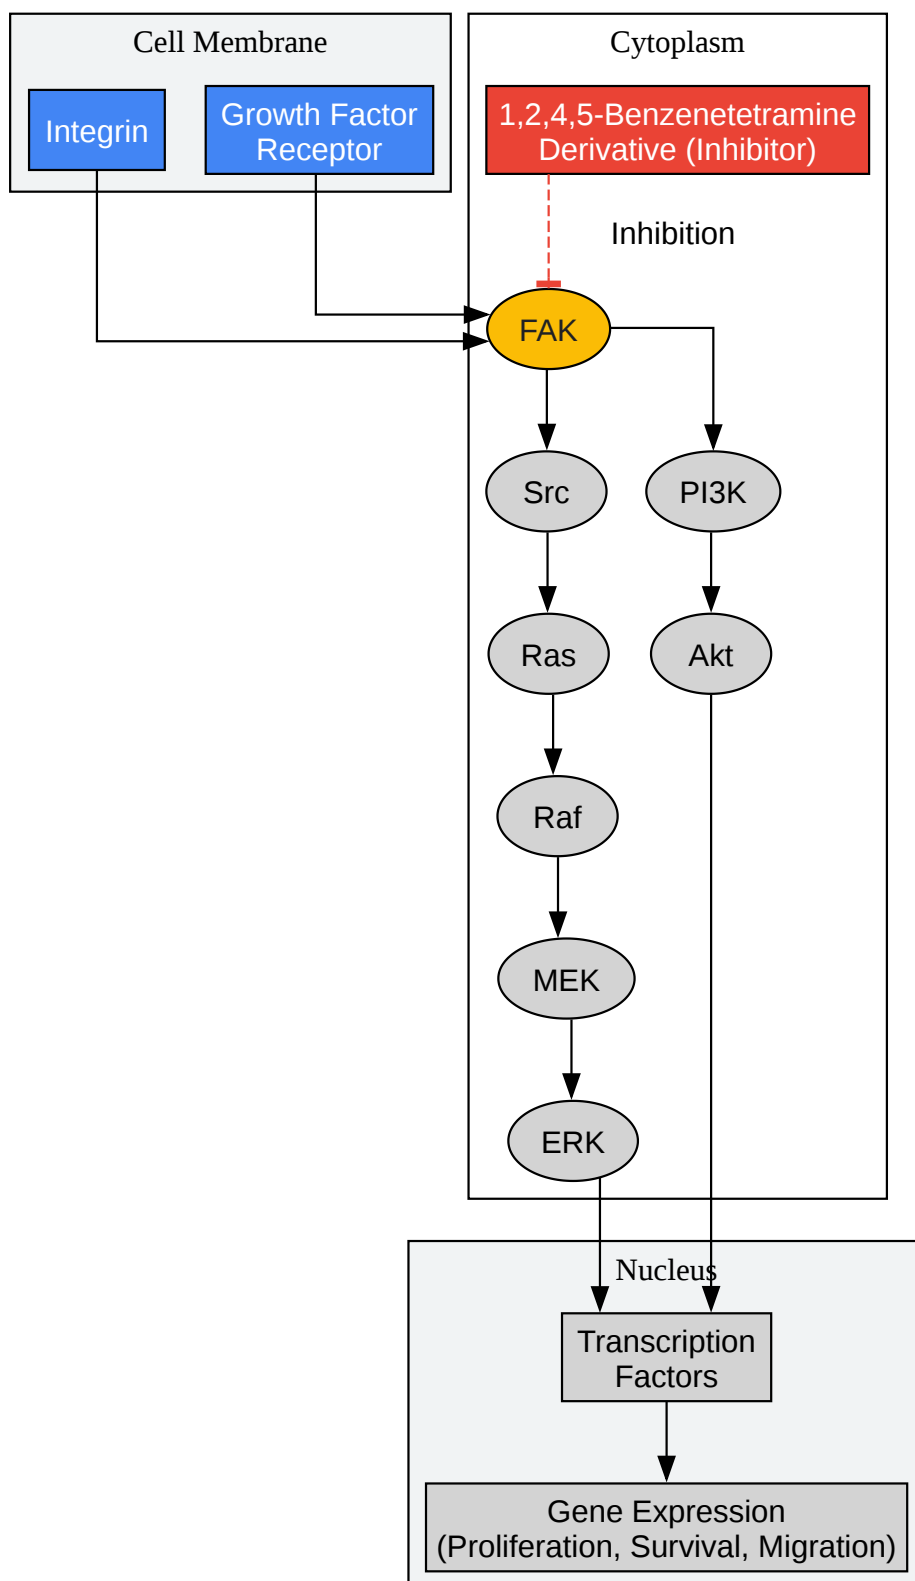 Cell Membrane
Integrin
Growth Factor
Receptor
Cytoplasm
1,2,4,5-Benzenetetramine
Derivative (Inhibitor)
Inhibition
FAK
Src
PI3K
Ras
Akt
Raf
MEK
ERK
Nucleus
Transcription
Factors
Gene Expression
(Proliferation, Survival, Migration)